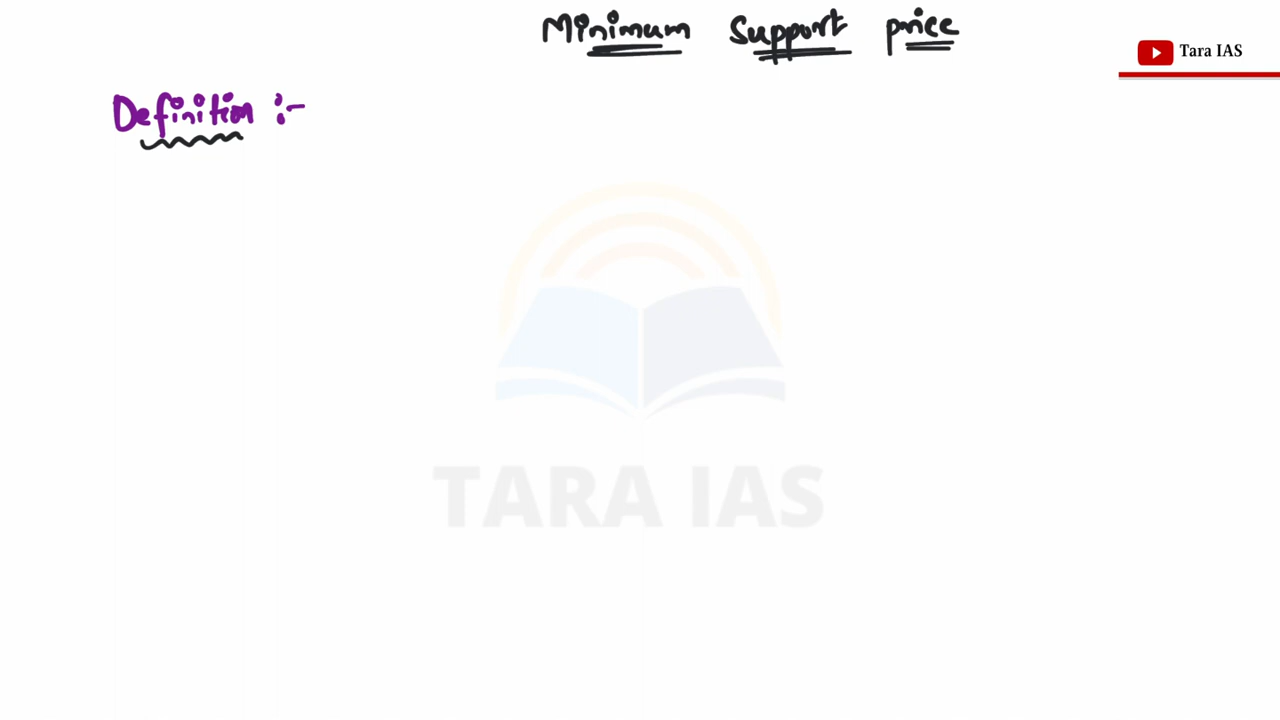 Minimum Support price
Tara IAS
Definition :-
TARA IAS